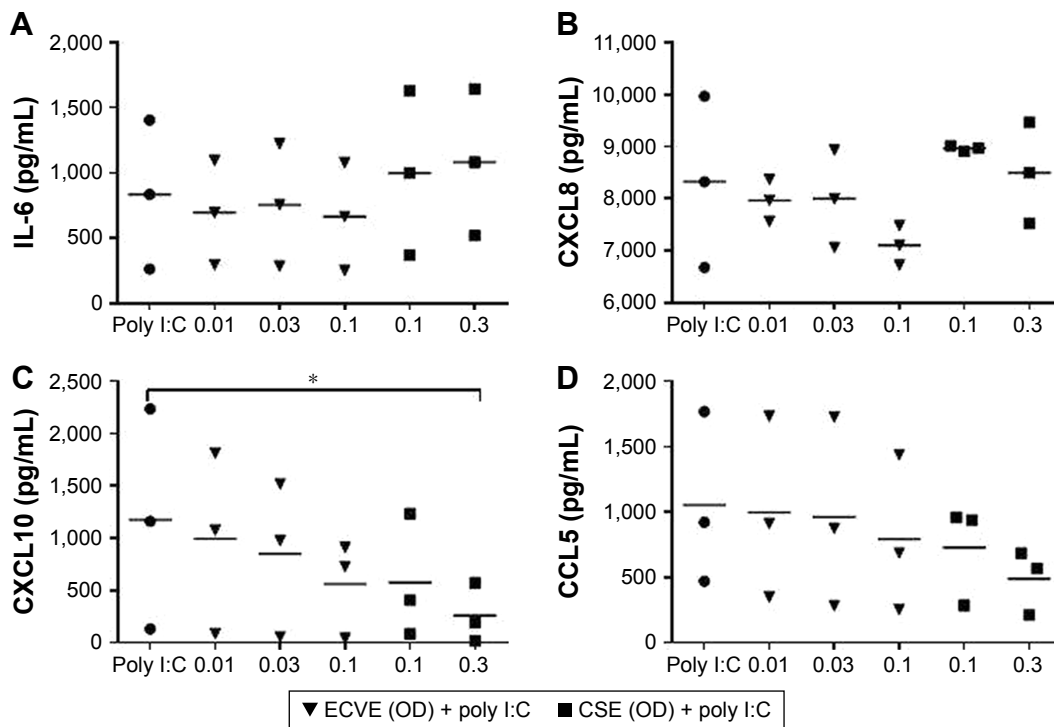 A
IL-6 (pg/mL)
2,000
1,500
1,000
500
0
Poly I:C 0.01 0.03 0.1 0.1 0.3
B
CXCL8 (pg/mL)
11,000
10,000
9,000
8,000
7,000
6,000
Poly I:C 0.01 0.03 0.1 0.1 0.3
C
CXCL10 (pg/mL)
2,500
2,000
1,500
1,000
500
0
*
Poly I:C 0.01 0.03 0.1 0.1 0.3
D
CCL5 (pg/mL)
2,000
1,500
1,000
500
0
Poly I:C 0.01 0.03 0.1 0.1 0.3
▼ ECVE (OD) + poly I:C ■ CSE (OD) + poly I:C